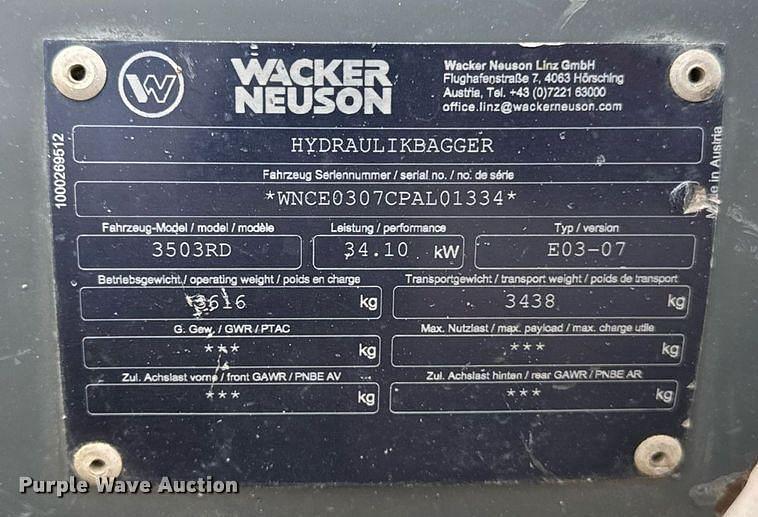 W
WACKER
NEUSON
Wacker Neuson Linz GmbH
Flughafenstraße 7, 4063 Hörsching
Austria, Tel. +43 (0)7221 63000
office.linz@wackerneuson.com
1000269512
Made in Austria
HYDRAULIKBAGGER
Fahrzeug Seriennummer / serial no. / no. de série
*WNCE0307CPAL01334*
Fahrzeug-Model / model / modèle Leistung / performance Typ / version
3503RD 34.10 kW E03-07
Betriebsgewicht / operating weight / poids en charge Transportgewicht / transport weight / poids de transport
3616 kg 3438 kg
G. Gew. / GWR / PTAC Max. Nutzlast / max. payload / max. charge utile
*** kg *** kg
Zul. Achslast vorne / front GAWR / PNBE AV Zul. Achslast hinten / rear GAWR / PNBE AR
*** kg *** kg
Purple Wave Auction